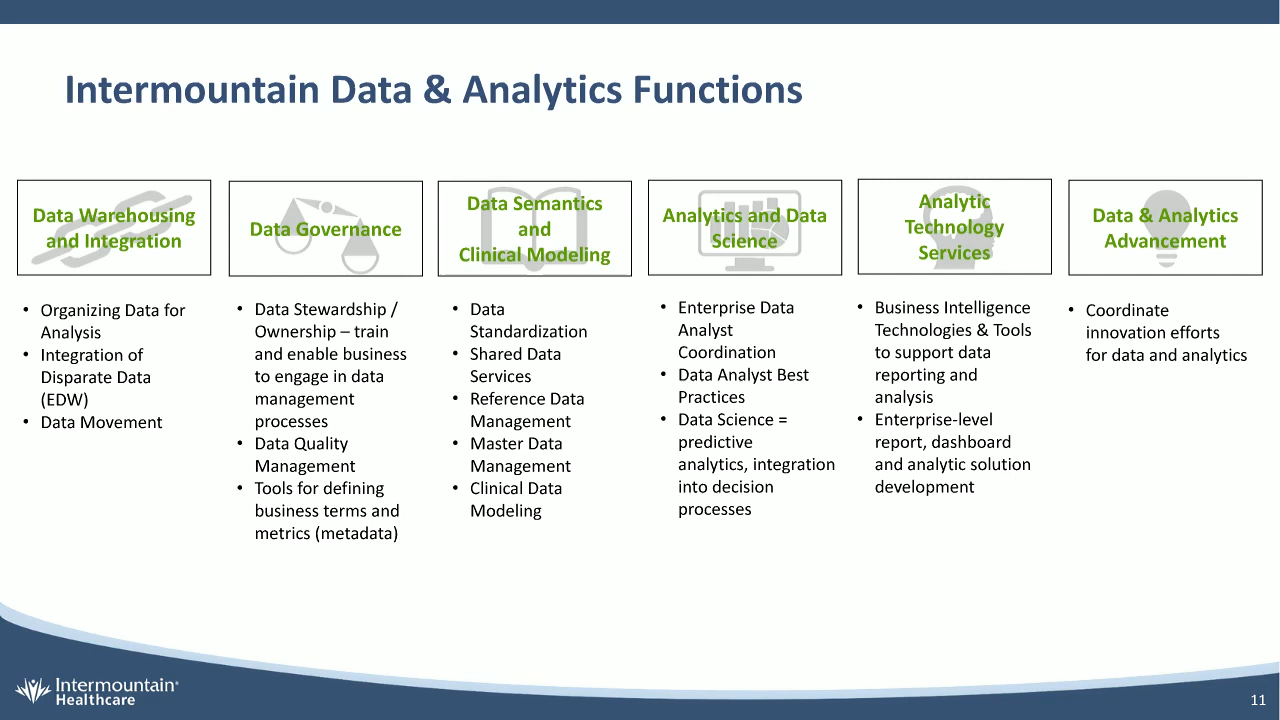 Intermountain Data & Analytics Functions
Data Warehousing
and Integration
• Organizing Data for
Analysis
• Integration of
Disparate Data
(EDW)
• Data Movement
Data Governance
• Data Stewardship /
Ownership – train
and enable business
to engage in data
management
processes
• Data Quality
Management
• Tools for defining
business terms and
metrics (metadata)
Data Semantics
and
Clinical Modeling
• Data
Standardization
• Shared Data
Services
• Reference Data
Management
• Master Data
Management
• Clinical Data
Modeling
Analytics and Data
Science
• Enterprise Data
Analyst
Coordination
• Data Analyst Best
Practices
• Data Science =
predictive
analytics, integration
into decision
processes
Analytic
Technology
Services
• Business Intelligence
Technologies & Tools
to support data
reporting and
analysis
• Enterprise-level
report, dashboard
and analytic solution
development
Data & Analytics
Advancement
• Coordinate
innovation efforts
for data and analytics
Intermountain®
Healthcare
11